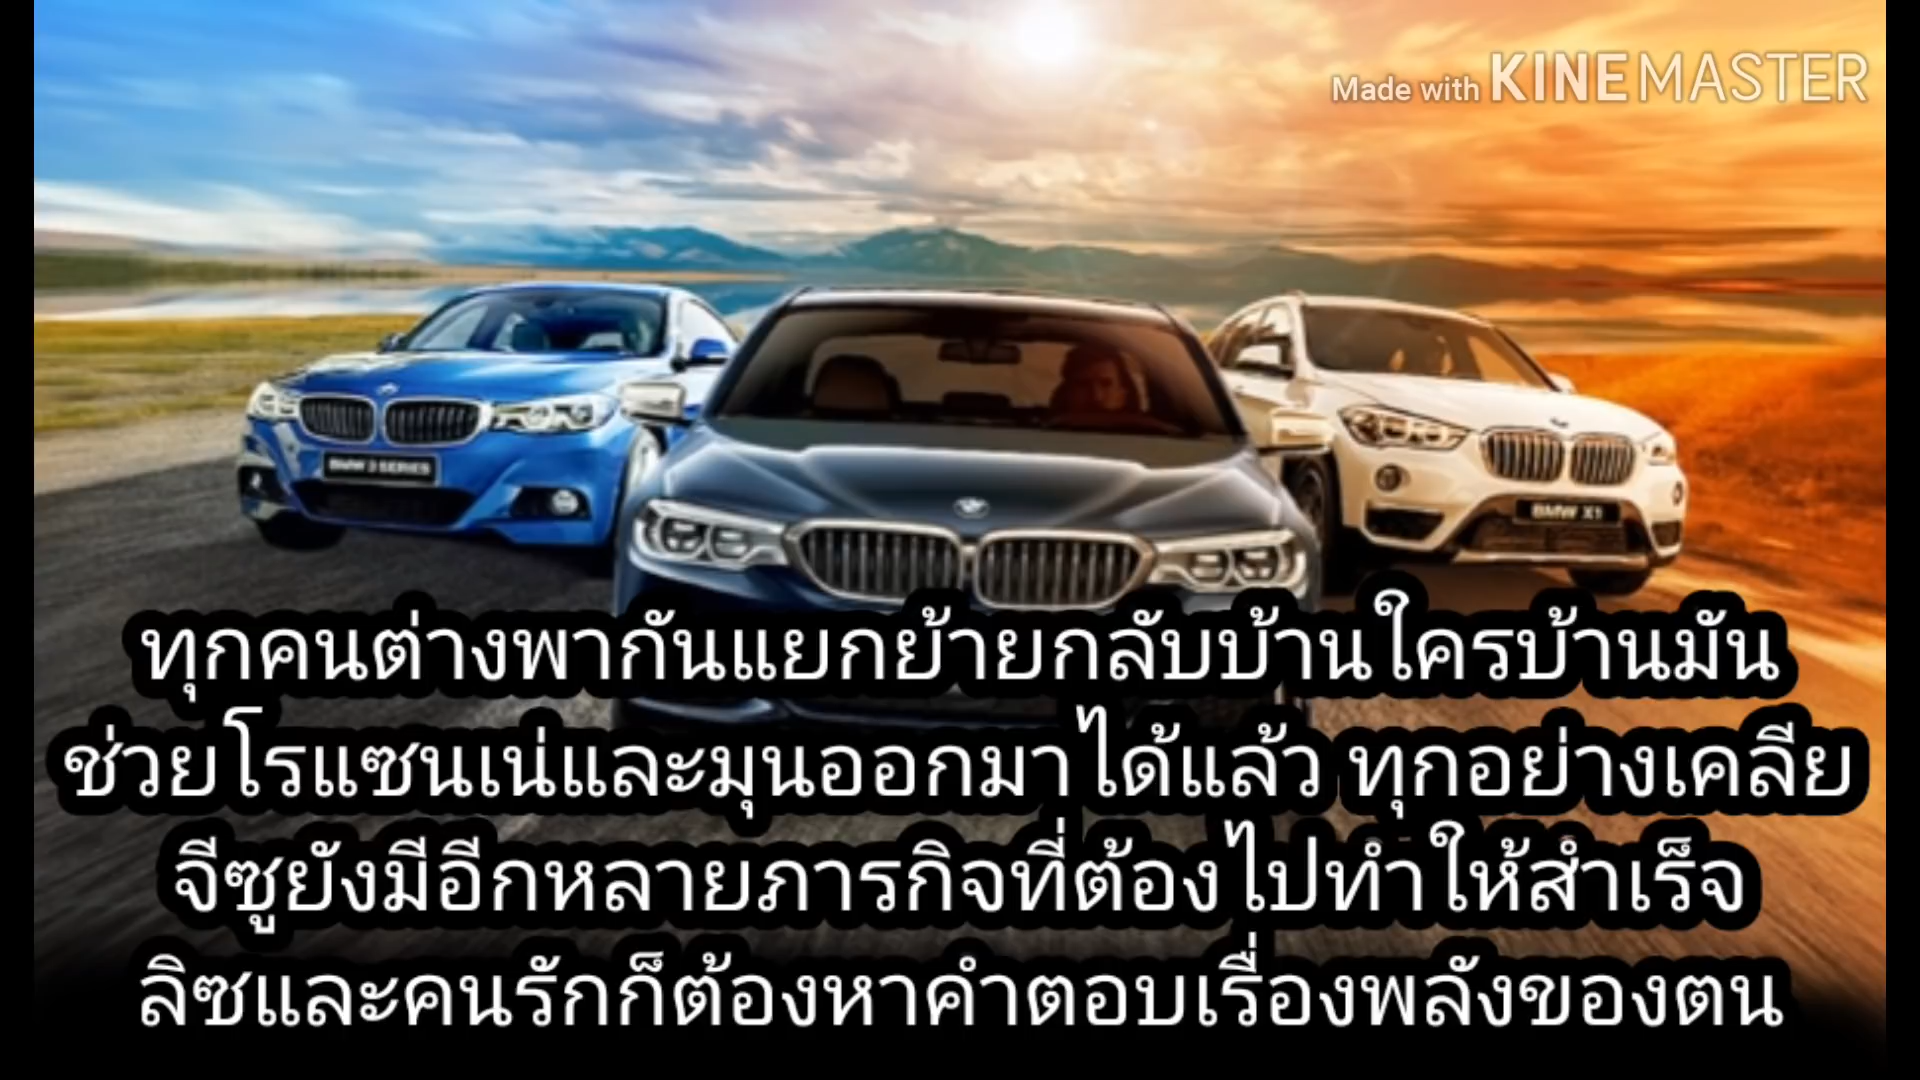 Made with KINEMASTER
BMW 3 SERIES
BMW X1
ทุกคนต่างพากันแยกย้ายกลับบ้านใครบ้านมัน
ช่วยโรแซนเน่และมุนออกมาได้แล้ว ทุกอย่างเคลีย
จีซูยังมีอีกหลายภารกิจที่ต้องไปทำให้สำเร็จ
ลิซและคนรักก็ต้องหาคำตอบเรื่องพลังของตน